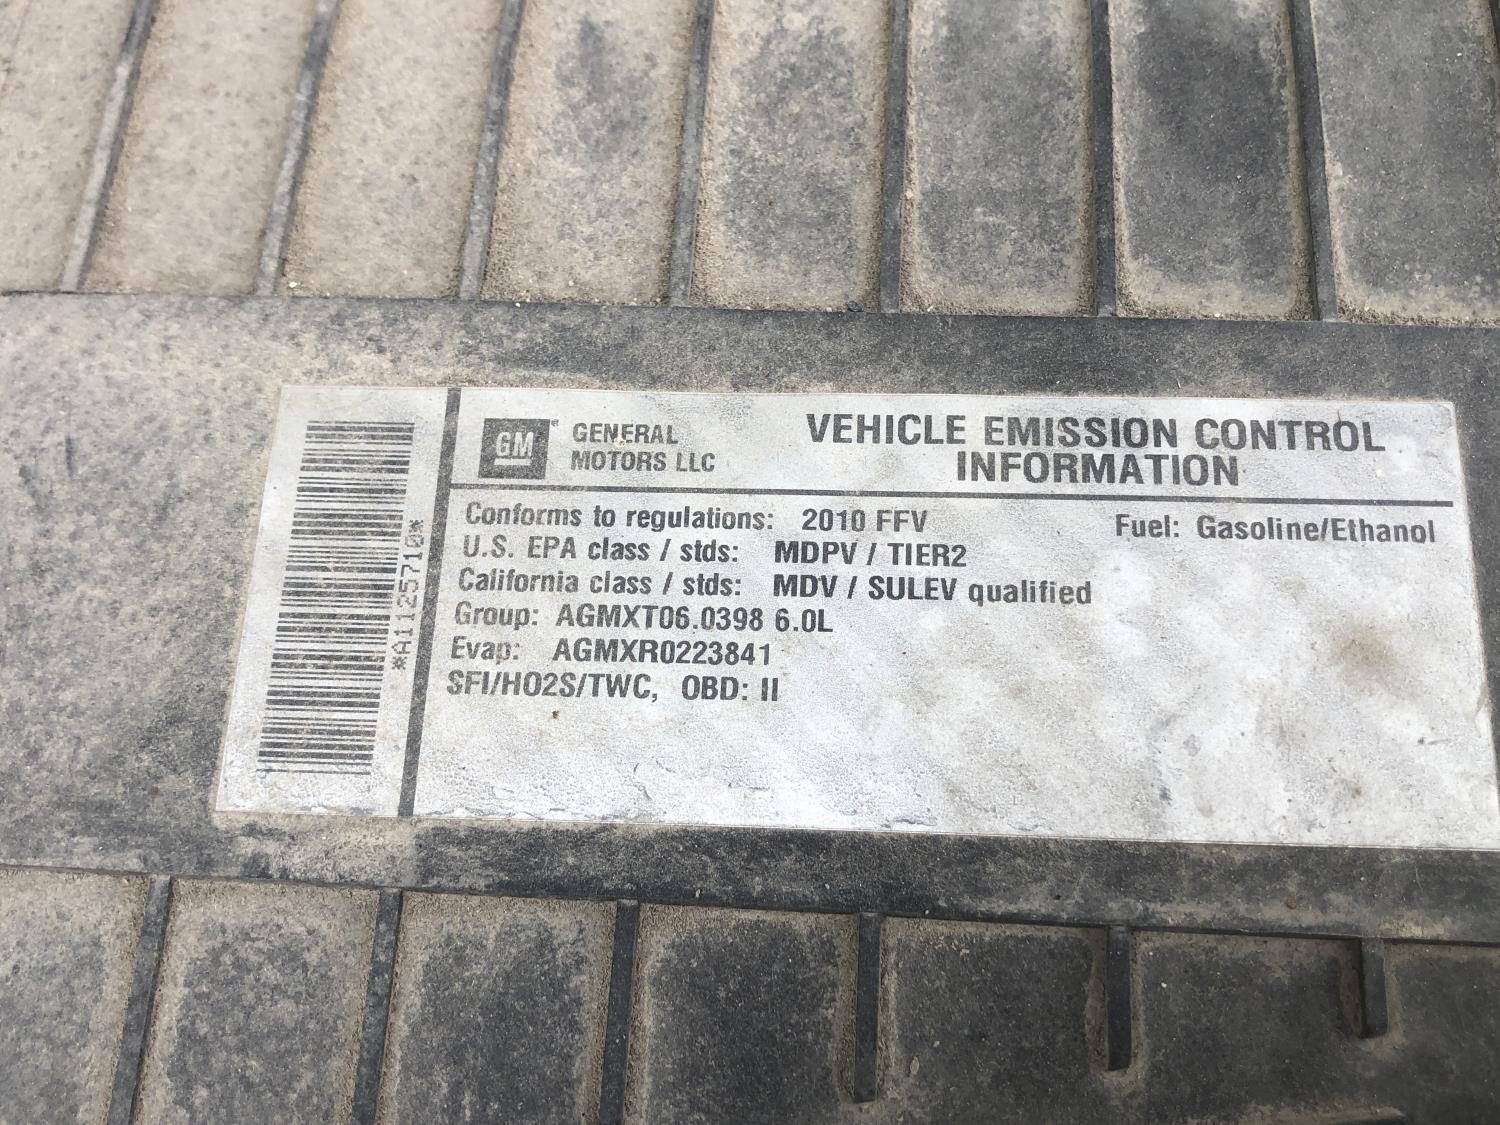 GM
GENERAL
MOTORS LLC
VEHICLE EMISSION CONTROL
INFORMATION
Conforms to regulations: 2010 FFV
Fuel: Gasoline/Ethanol
U.S. EPA class / stds: MDPV / TIER2
California class / stds: MDV / SULEV qualified
Group: AGMXT06.0398 6.0L
Evap: AGMXR0223841
SFI/HO2S/TWC, OBD: II
*A1125710*